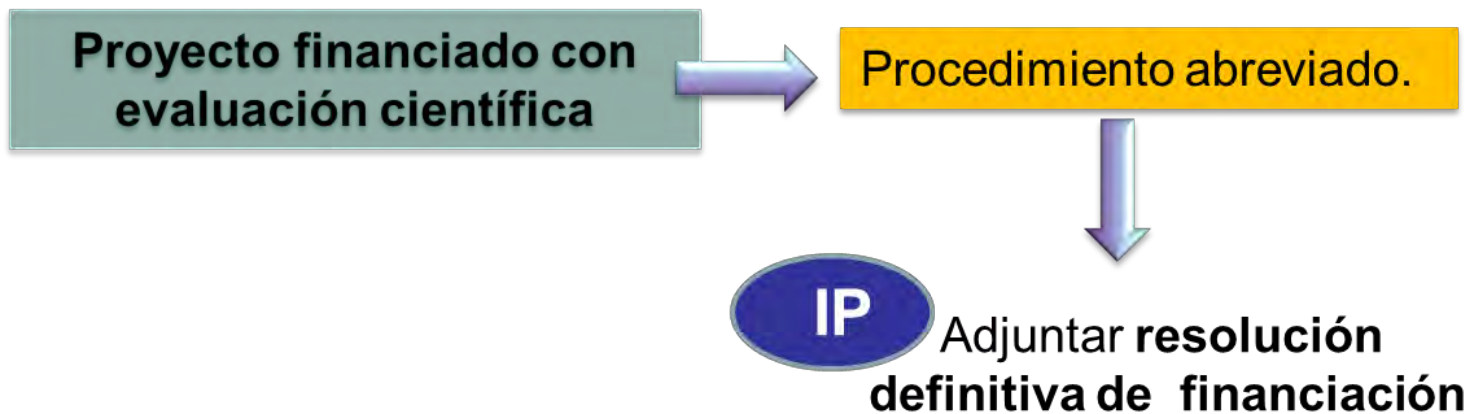 Proyecto financiado con
evaluación científica
Procedimiento abreviado.
IP
Adjuntar resolución
definitiva de financiación